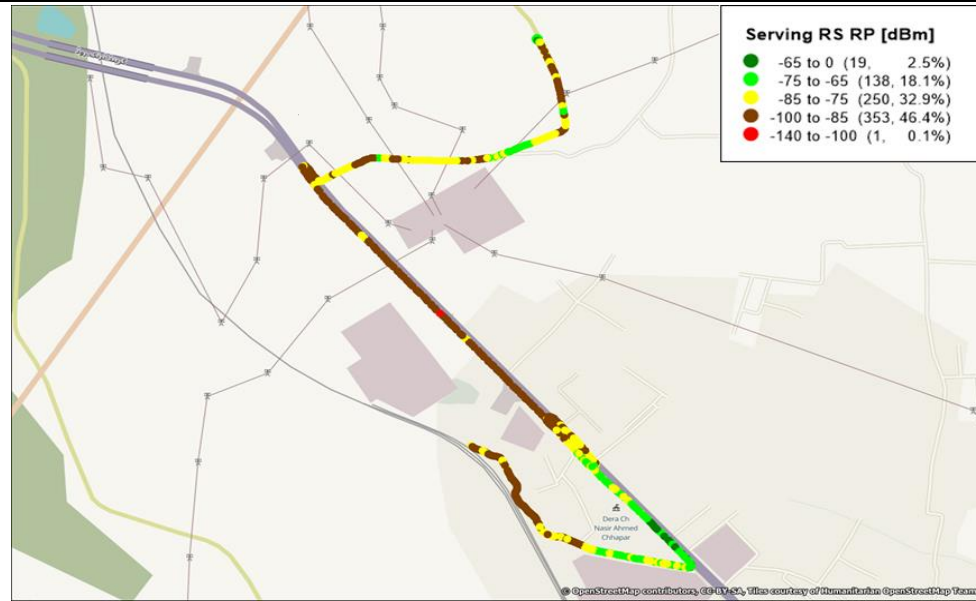 Serving RS RP [dBm]
-65 to 0 (19, 2.5%)
-75 to -65 (138, 18.1%)
-85 to -75 (250, 32.9%)
-100 to -85 (353, 46.4%)
-140 to -100 (1, 0.1%)
Dera Ch
Nasir Ahmed
Chhapar
© OpenStreetMap contributors, CC-BY-SA, Tiles courtesy of Humanitarian OpenStreetMap Team